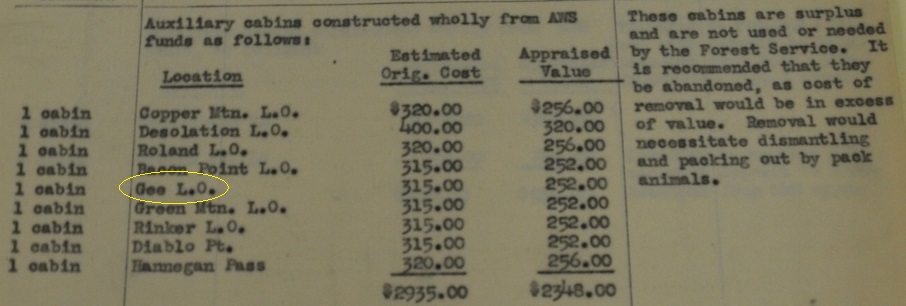 Auxiliary cabins constructed wholly from AWS
funds as follows:
Location Estimated Orig. Cost Appraised Value
1 cabin Copper Mtn. L.O. $320.00 $256.00
1 cabin Desolation L.O. 400.00 320.00
1 cabin Roland L.O. 320.00 256.00
1 cabin Bacon Point L.O. 315.00 252.00
1 cabin Gee L.O. 315.00 252.00
1 cabin Green Mtn. L.O. 315.00 252.00
1 cabin Rinker L.O. 315.00 252.00
1 cabin Diablo Pt. 315.00 252.00
1 cabin Hannegan Pass 320.00 256.00
$2935.00 $2348.00
These cabins are surplus
and are not used or needed
by the Forest Service. It
is recommended that they
be abandoned, as cost of
removal would be in excess
of value. Removal would
necessitate dismantling
and packing out by pack
animals.